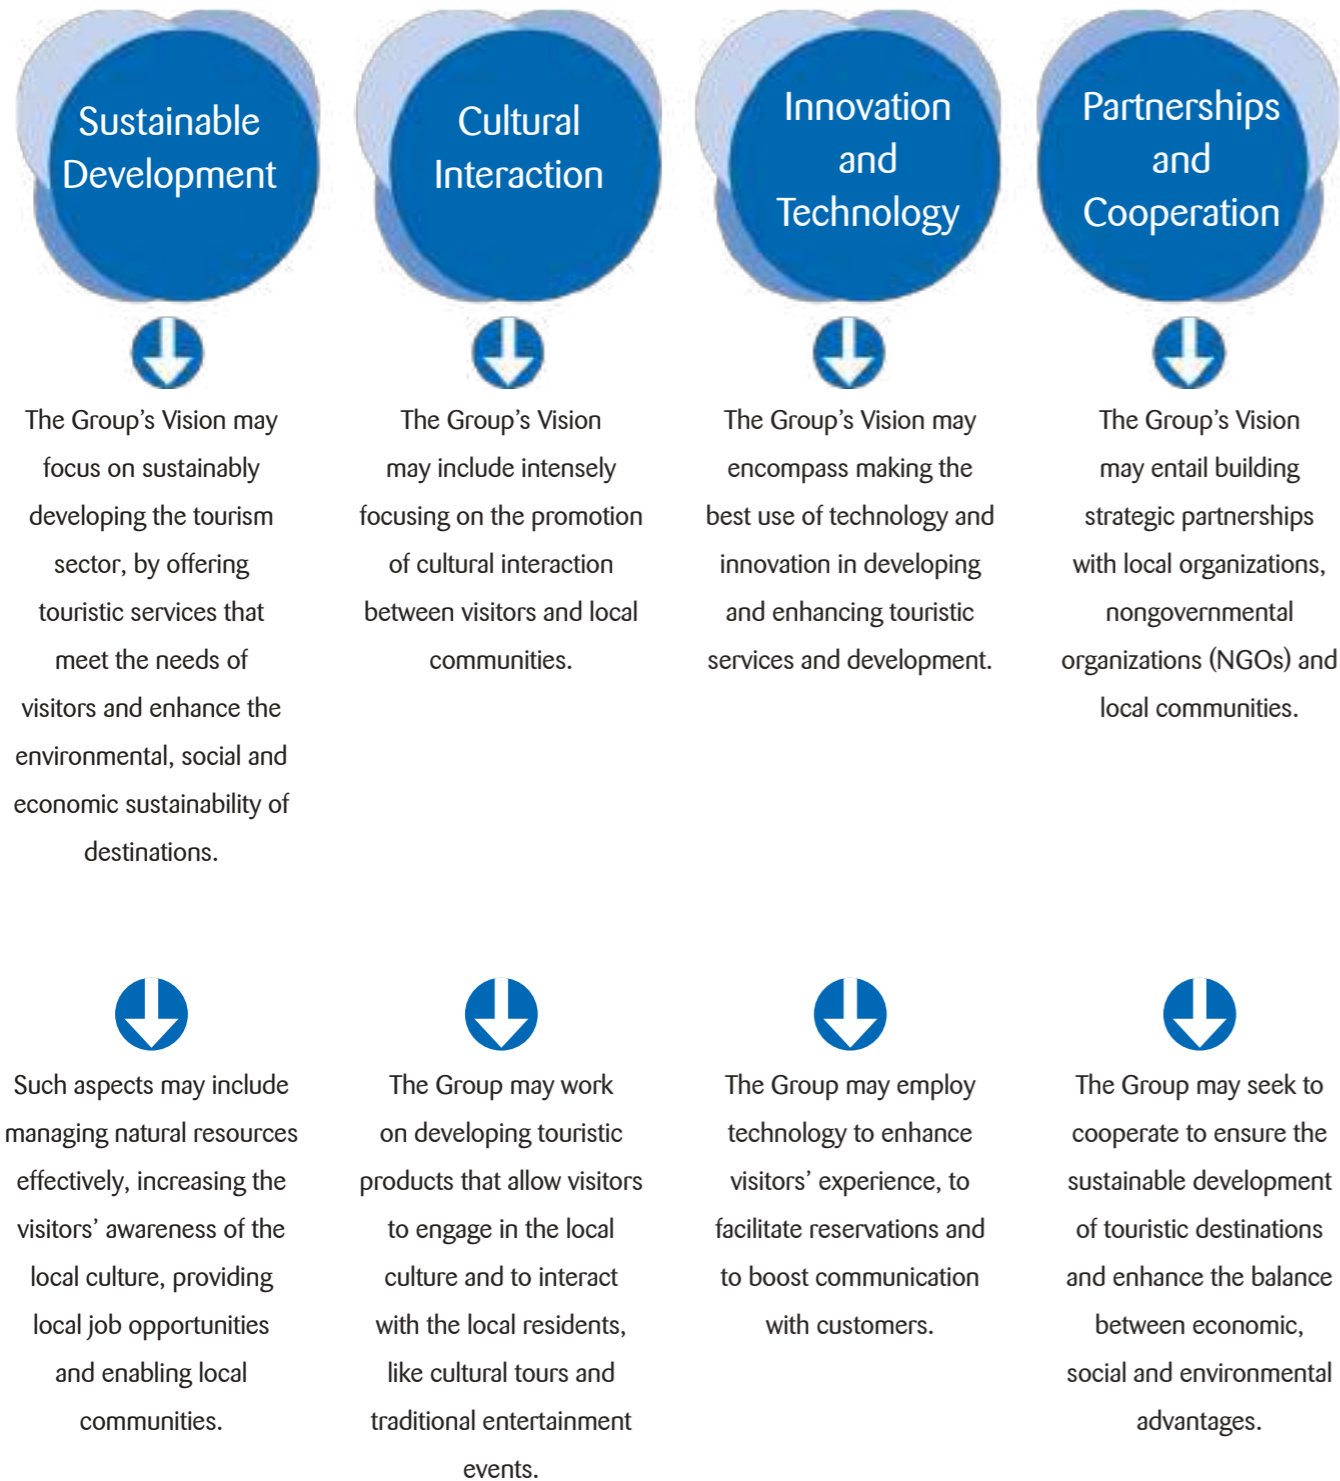 Sustainable
Development
The Group’s Vision may
focus on sustainably
developing the tourism
sector, by offering
touristic services that
meet the needs of
visitors and enhance the
environmental, social and
economic sustainability of
destinations.
Such aspects may include
managing natural resources
effectively, increasing the
visitors’ awareness of the
local culture, providing
local job opportunities
and enabling local
communities.
Cultural
Interaction
The Group’s Vision
may include intensely
focusing on the promotion
of cultural interaction
between visitors and local
communities.
The Group may work
on developing touristic
products that allow visitors
to engage in the local
culture and to interact
with the local residents,
like cultural tours and
traditional entertainment
events.
Innovation
and
Technology
The Group’s Vision may
encompass making the
best use of technology and
innovation in developing
and enhancing touristic
services and development.
The Group may employ
technology to enhance
visitors’ experience, to
facilitate reservations and
to boost communication
with customers.
Partnerships
and
Cooperation
The Group’s Vision
may entail building
strategic partnerships
with local organizations,
nongovernmental
organizations (NGOs) and
local communities.
The Group may seek to
cooperate to ensure the
sustainable development
of touristic destinations
and enhance the balance
between economic,
social and environmental
advantages.